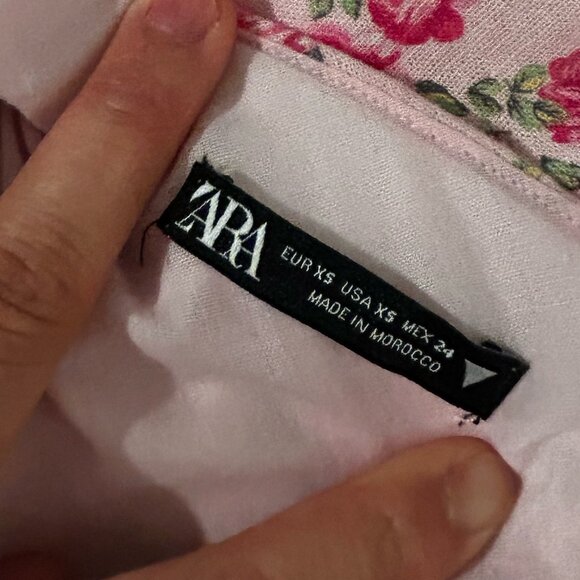 ZARA
EUR XS USA XS MEX 24
MADE IN MOROCCO